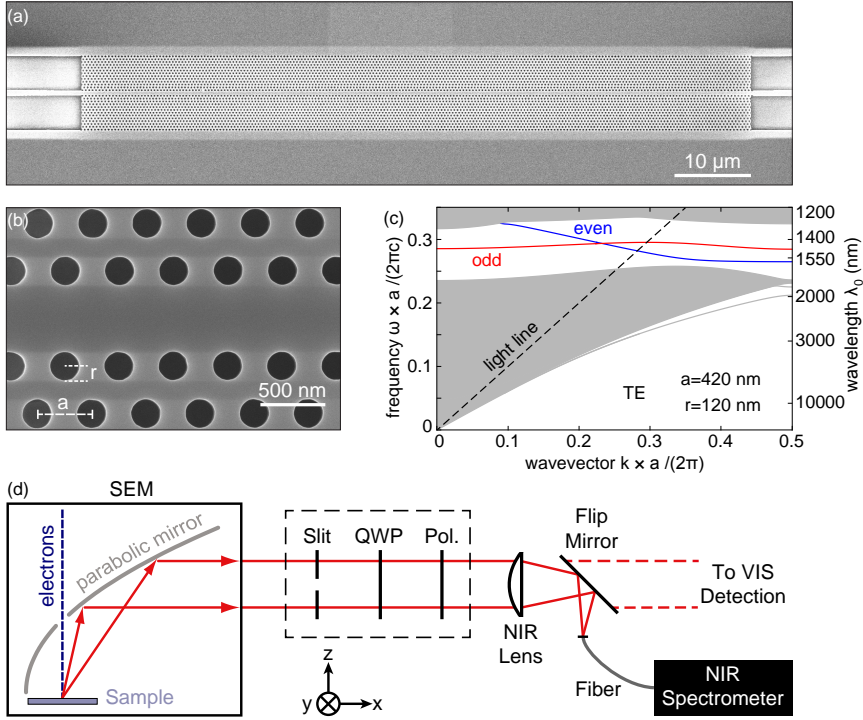 (a)
10 µm
(b)
r
a
500 nm
(c)
frequency ω × a /(2πc)
0.3
0.2
0.1
0
even
odd
light line
TE
a=420 nm
r=120 nm
1200
1400
1550
2000
3000
10000
wavelength λ0 (nm)
0
0.1
0.2
0.3
0.4
0.5
wavevector k × a /(2π)
(d)
SEM
electrons
parabolic mirror
Sample
Slit
QWP
Pol.
z
y
x
NIR
Lens
Flip
Mirror
To VIS
Detection
Fiber
NIR
Spectrometer